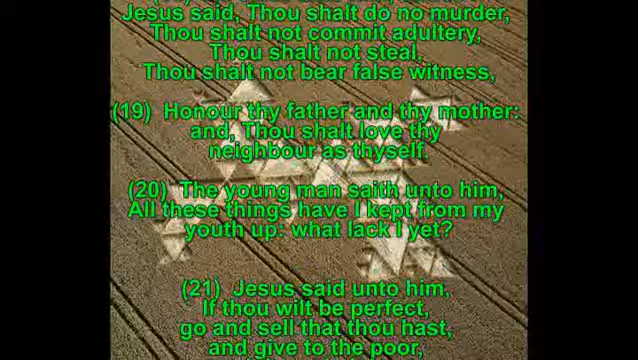 Jesus said, Thou shalt do no murder,
Thou shalt not commit adultery,
Thou shalt not steal,
Thou shalt not bear false witness,
(19) Honour thy father and thy mother:
and, Thou shalt love thy
neighbour as thyself.
(20) The young man saith unto him,
All these things have I kept from my
youth up: what lack I yet?
(21) Jesus said unto him,
If thou wilt be perfect,
go and sell that thou hast,
and give to the poor,